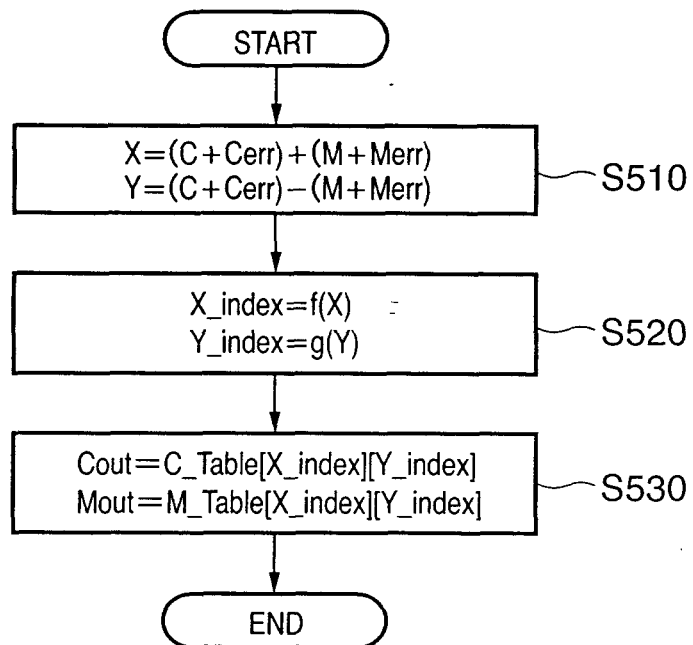 START
X=(C+Cerr)+(M+Merr)
Y=(C+Cerr)-(M+Merr)
S510
X_index=f(X)
Y_index=g(Y)
S520
Cout=C_Table[X_index][Y_index]
Mout=M_Table[X_index][Y_index]
S530
END